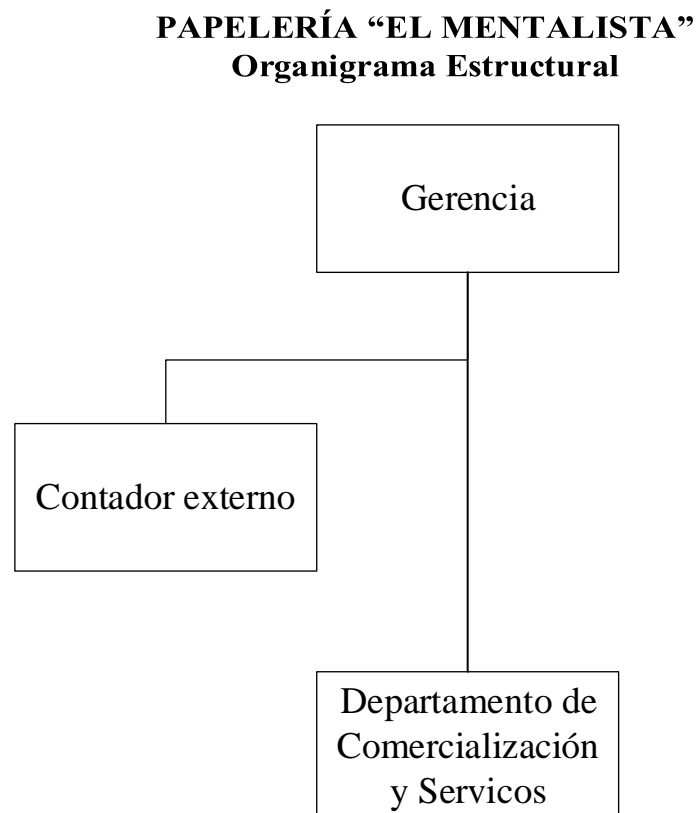 PAPELERÍA “EL MENTALISTA”
Organigrama Estructural
Gerencia
Contador externo
Departamento de
Comercialización
y Servicos